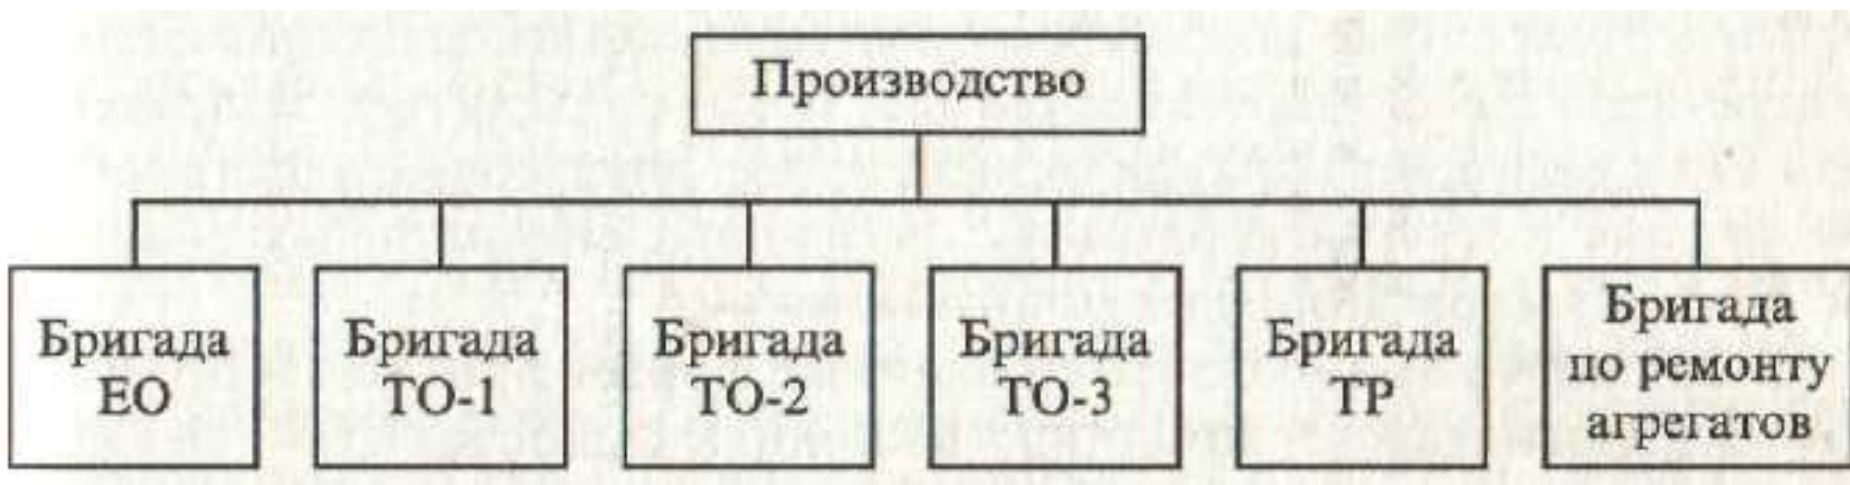 Производство
Бригада
ЕО
Бригада
ТО-1
Бригада
ТО-2
Бригада
ТО-3
Бригада
ТР
Бригада
по ремонту
агрегатов